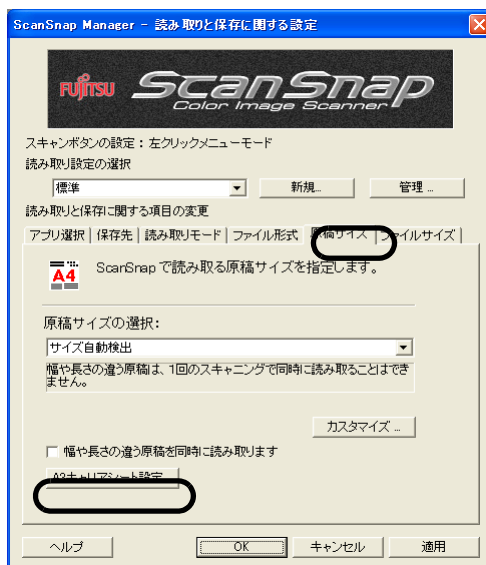 ScanSnap Manager - 読み取りと保存に関する設定
FUJITSU ScanSnap
Color Image Scanner
スキャンボタンの設定：左クリックメニューモード
読み取り設定の選択
標準 新規... 管理 ...
読み取りと保存に関する項目の変更
アプリ選択 保存先 読み取りモード ファイル形式 原稿サイズ ファイルサイズ
A4 ScanSnap で読み取る原稿サイズを指定します。
原稿サイズの選択：
サイズ自動検出
幅や長さの違う原稿は、1回のスキャニングで同時に読み取ることはでき
ません。
カスタマイズ ...
幅や長さの違う原稿を同時に読み取ります
A3キャリアシート設定...
ヘルプ OK キャンセル 適用